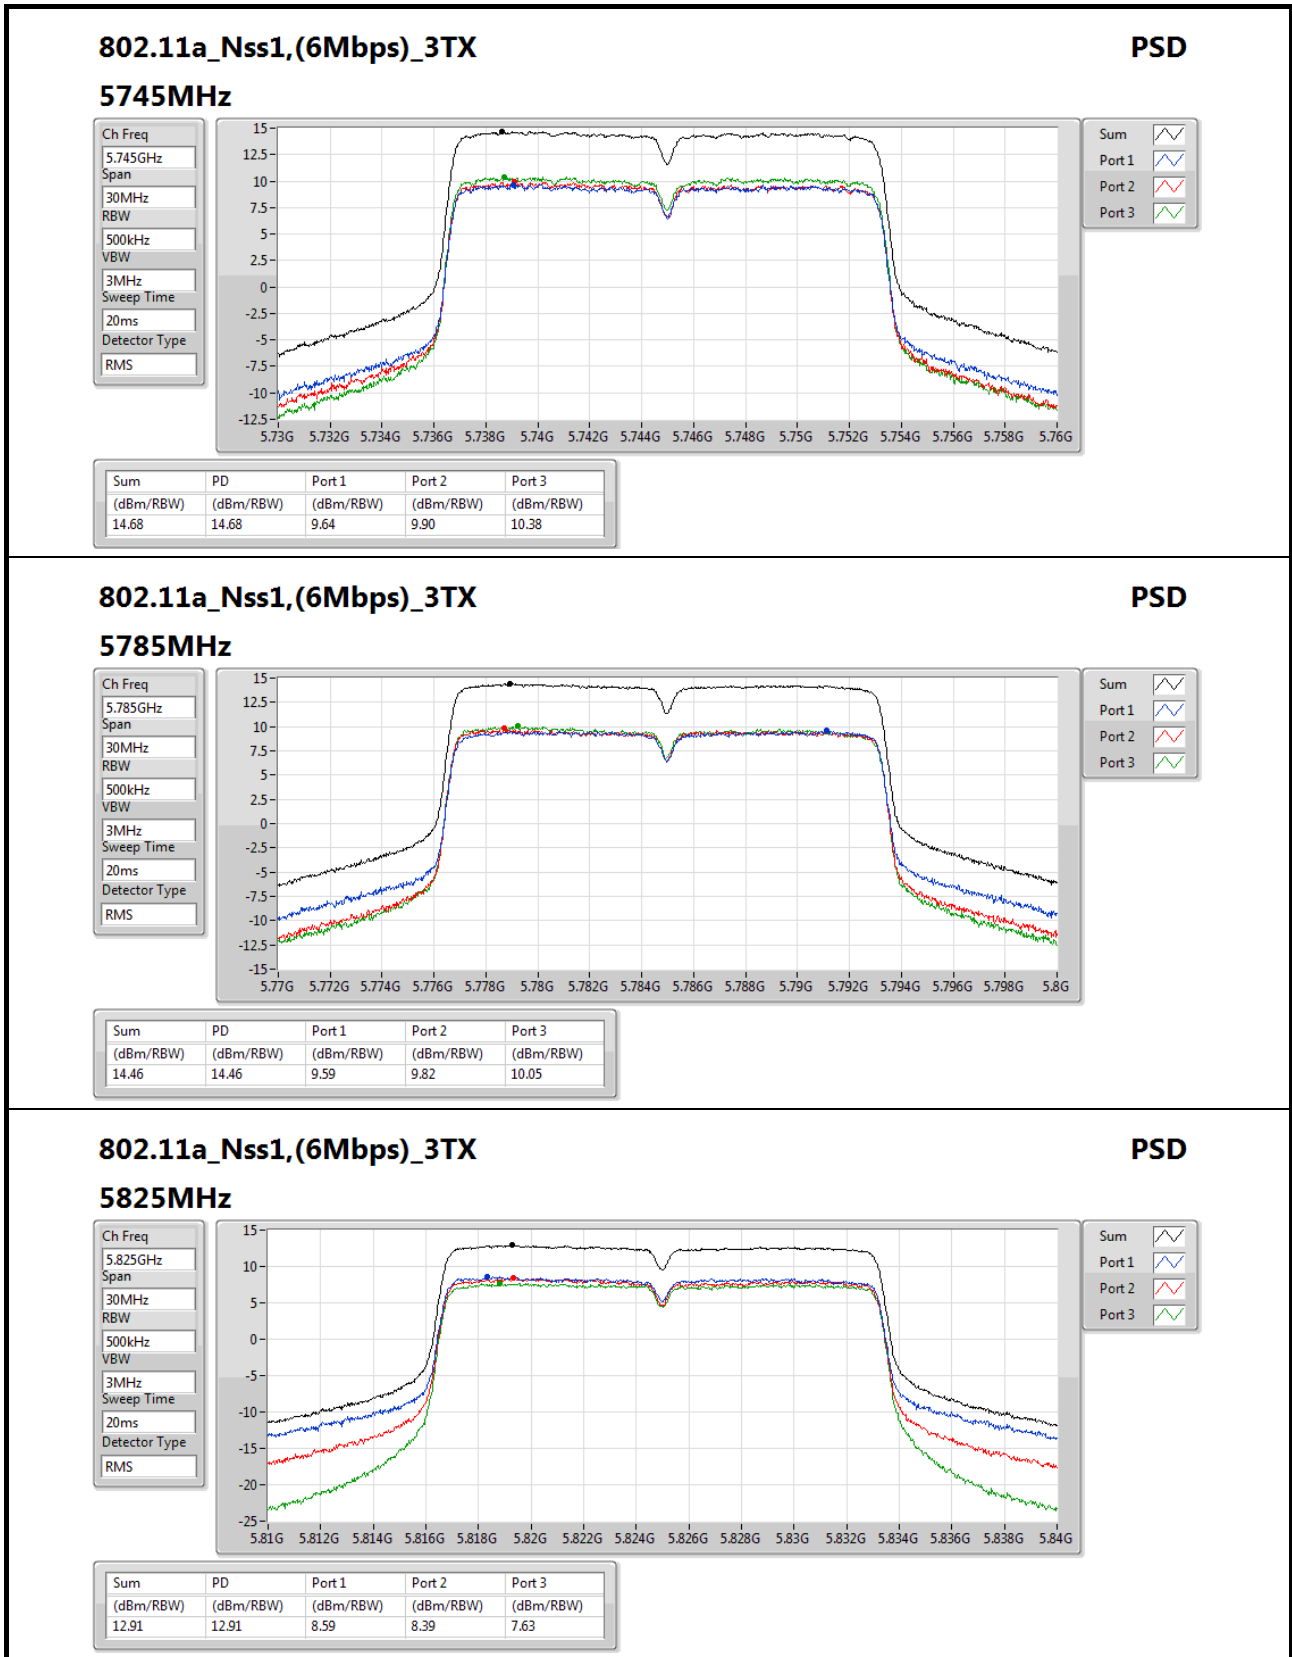 802.11a_Nss1,(6Mbps)_3TX PSD
5745MHz
Ch Freq
5.745GHz
Span
30MHz
RBW
500kHz
VBW
3MHz
Sweep Time
20ms
Detector Type
RMS
15
12.5
10
7.5
5
2.5
0
-2.5
-5
-7.5
-10
-12.5
5.73G 5.732G 5.734G 5.736G 5.738G 5.74G 5.742G 5.744G 5.746G 5.748G 5.75G 5.752G 5.754G 5.756G 5.758G 5.76G
Sum
Port 1
Port 2
Port 3
Sum PD Port 1 Port 2 Port 3
(dBm/RBW) (dBm/RBW) (dBm/RBW) (dBm/RBW) (dBm/RBW)
14.68 14.68 9.64 9.90 10.38
802.11a_Nss1,(6Mbps)_3TX PSD
5785MHz
Ch Freq
5.785GHz
Span
30MHz
RBW
500kHz
VBW
3MHz
Sweep Time
20ms
Detector Type
RMS
15
12.5
10
7.5
5
2.5
0
-2.5
-5
-7.5
-10
-12.5
-15
5.77G 5.772G 5.774G 5.776G 5.778G 5.78G 5.782G 5.784G 5.786G 5.788G 5.79G 5.792G 5.794G 5.796G 5.798G 5.8G
Sum
Port 1
Port 2
Port 3
Sum PD Port 1 Port 2 Port 3
(dBm/RBW) (dBm/RBW) (dBm/RBW) (dBm/RBW) (dBm/RBW)
14.46 14.46 9.59 9.82 10.05
802.11a_Nss1,(6Mbps)_3TX PSD
5825MHz
Ch Freq
5.825GHz
Span
30MHz
RBW
500kHz
VBW
3MHz
Sweep Time
20ms
Detector Type
RMS
15
10
5
0
-5
-10
-15
-20
-25
5.81G 5.812G 5.814G 5.816G 5.818G 5.82G 5.822G 5.824G 5.826G 5.828G 5.83G 5.832G 5.834G 5.836G 5.838G 5.84G
Sum
Port 1
Port 2
Port 3
Sum PD Port 1 Port 2 Port 3
(dBm/RBW) (dBm/RBW) (dBm/RBW) (dBm/RBW) (dBm/RBW)
12.91 12.91 8.59 8.39 7.63